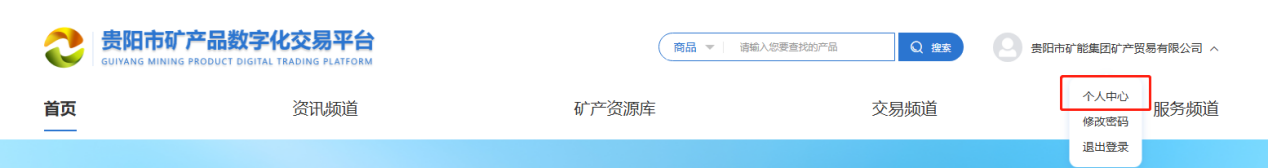 贵阳市矿产品数字化交易平台
GUIYANG MINING PRODUCT DIGITAL TRADING PLATFORM
商品 请输入您要查找的产品 搜索
贵阳市矿能集团矿产贸易有限公司
首页 资讯频道 矿产资源库 交易频道 服务频道
个人中心
修改密码
退出登录